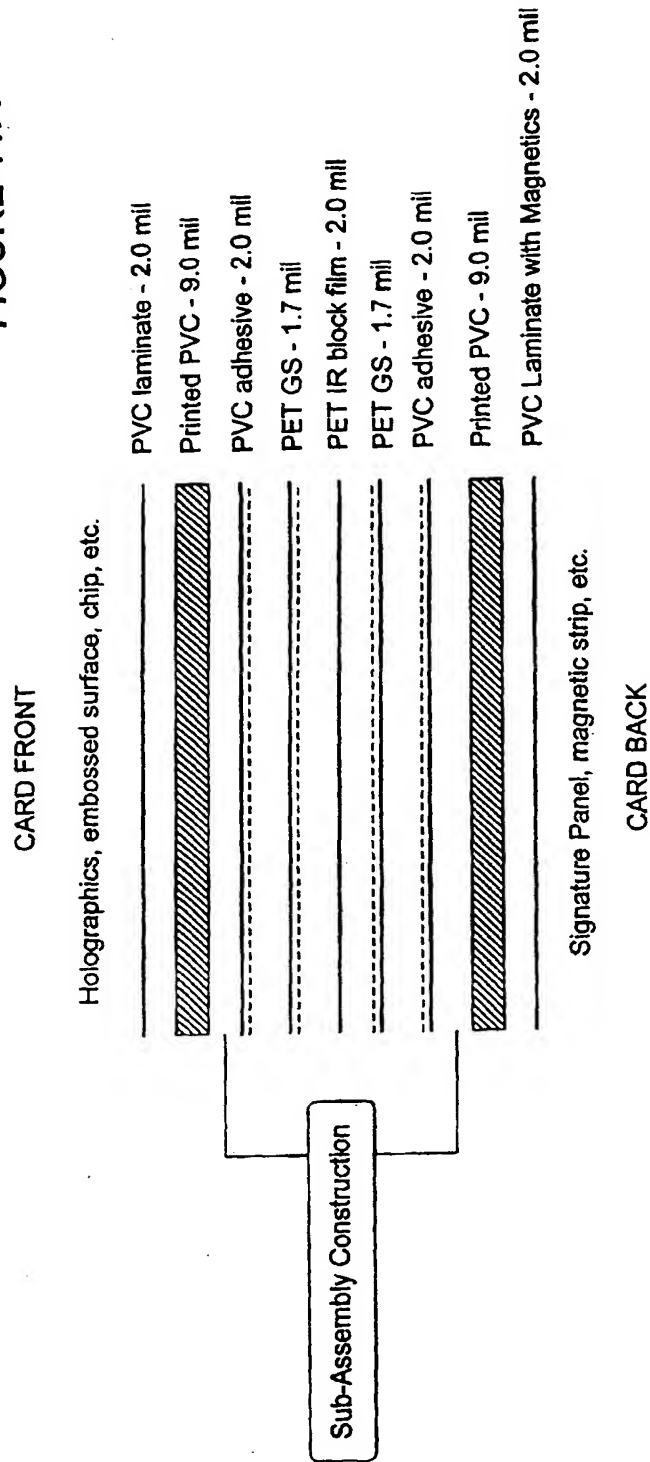 FIGURE
CARD FRONT
Holographics, embossed surface, chip, etc.
PVC laminate - 2.0 mil
Printed PVC - 9.0 mil
PVC adhesive - 2.0 mil
PET GS - 1.7 mil
PET IR block film - 2.0 mil
PET GS - 1.7 mil
PVC adhesive - 2.0 mil
Printed PVC - 9.0 mil
PVC Laminate with Magnetics - 2.0 mil
Sub-Assembly Construction
Signature Panel, magnetic strip, etc.
CARD BACK